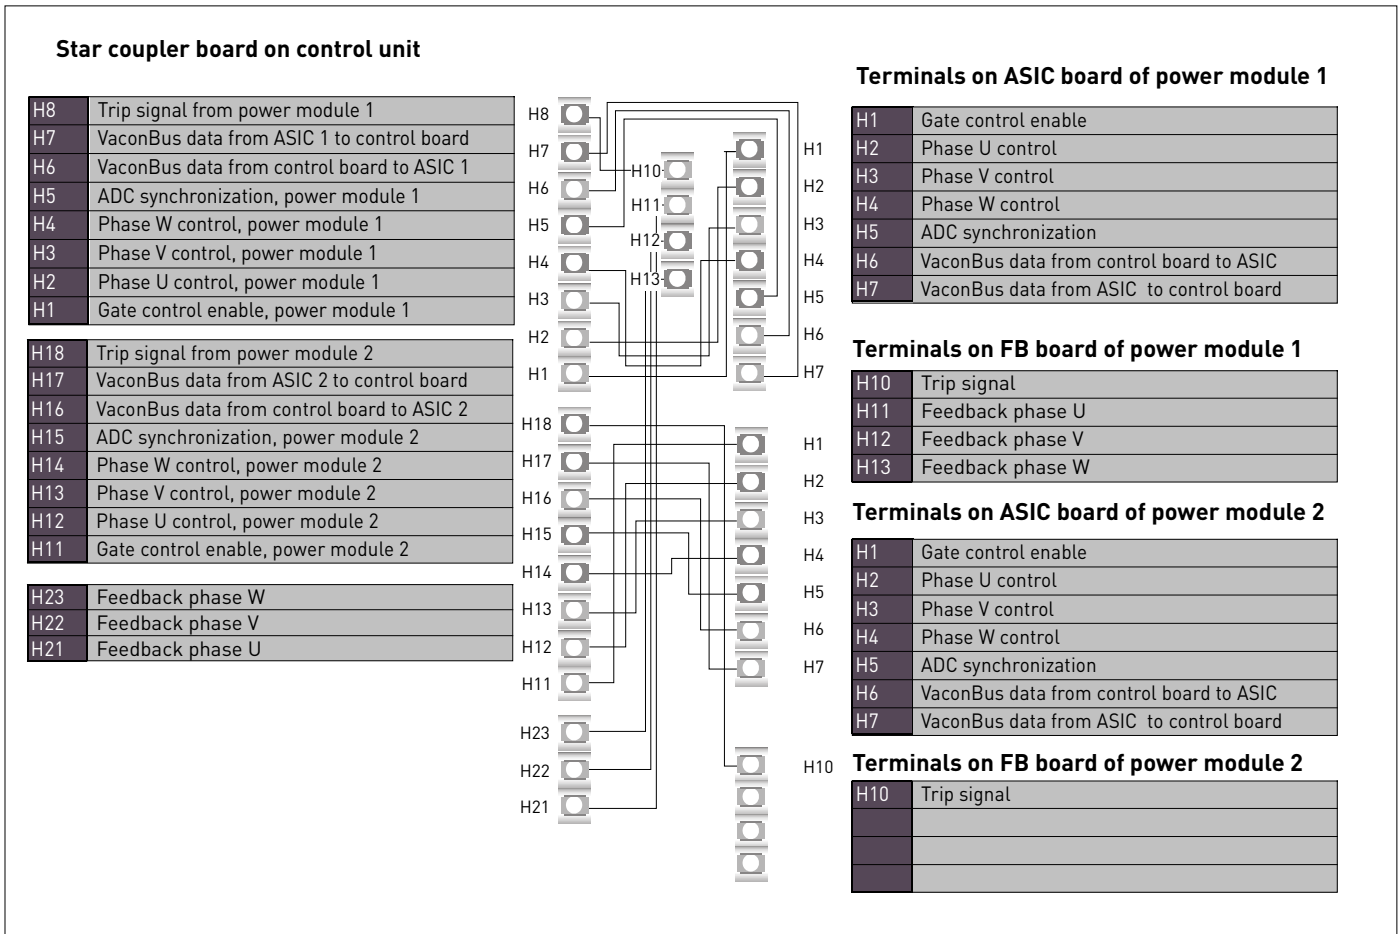 Star coupler board on control unit
H8 Trip signal from power module 1
H7 VaconBus data from ASIC 1 to control board
H6 VaconBus data from control board to ASIC 1
H5 ADC synchronization, power module 1
H4 Phase W control, power module 1
H3 Phase V control, power module 1
H2 Phase U control, power module 1
H1 Gate control enable, power module 1
H18 Trip signal from power module 2
H17 VaconBus data from ASIC 2 to control board
H16 VaconBus data from control board to ASIC 2
H15 ADC synchronization, power module 2
H14 Phase W control, power module 2
H13 Phase V control, power module 2
H12 Phase U control, power module 2
H11 Gate control enable, power module 2
H23 Feedback phase W
H22 Feedback phase V
H21 Feedback phase U
H8
H7
H6
H5
H4
H3
H2
H1
H18
H17
H16
H15
H14
H13
H12
H11
H23
H22
H21
H10
H11
H12
H13
H1
H2
H3
H4
H5
H6
H7
H1
H2
H3
H4
H5
H6
H7
H10
Terminals on ASIC board of power module 1
H1 Gate control enable
H2 Phase U control
H3 Phase V control
H4 Phase W control
H5 ADC synchronization
H6 VaconBus data from control board to ASIC
H7 VaconBus data from ASIC to control board
Terminals on FB board of power module 1
H10 Trip signal
H11 Feedback phase U
H12 Feedback phase V
H13 Feedback phase W
Terminals on ASIC board of power module 2
H1 Gate control enable
H2 Phase U control
H3 Phase V control
H4 Phase W control
H5 ADC synchronization
H6 VaconBus data from control board to ASIC
H7 VaconBus data from ASIC to control board
Terminals on FB board of power module 2
H10 Trip signal